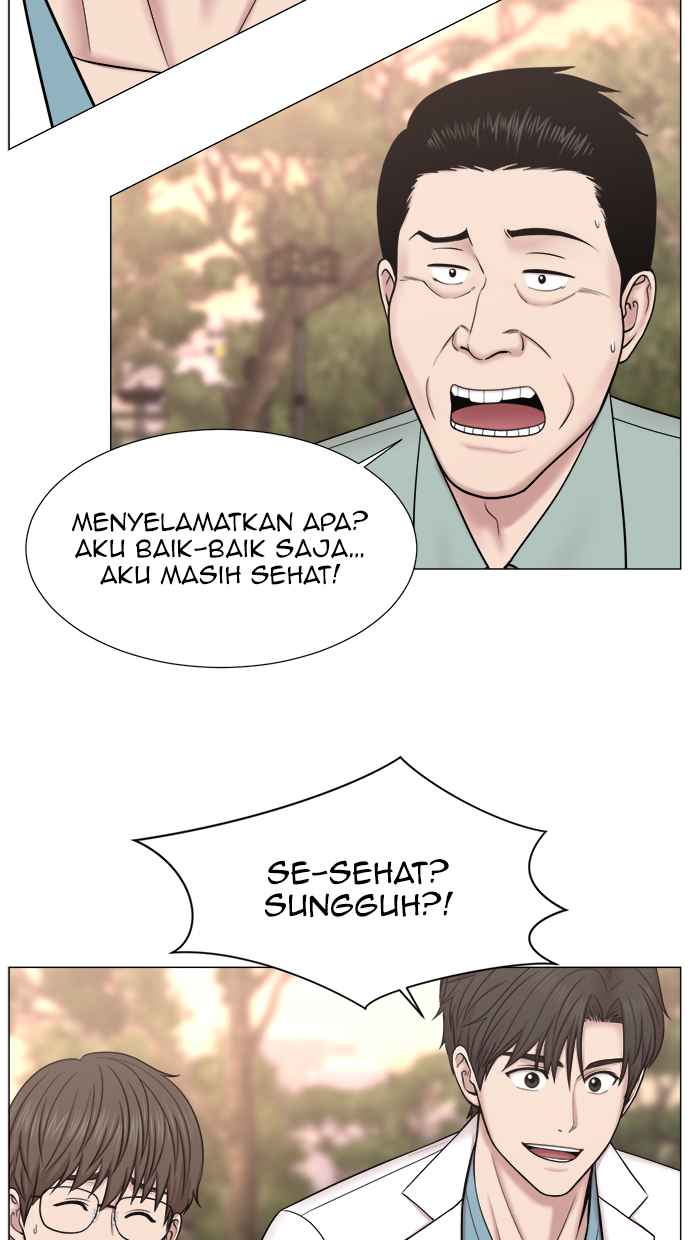 MENYELAMATKAN APA?
AKU BAIK-BAIK SAJA...
AKU MASIH SEHAT!
SE-SEHAT?
SUNGGUH?!